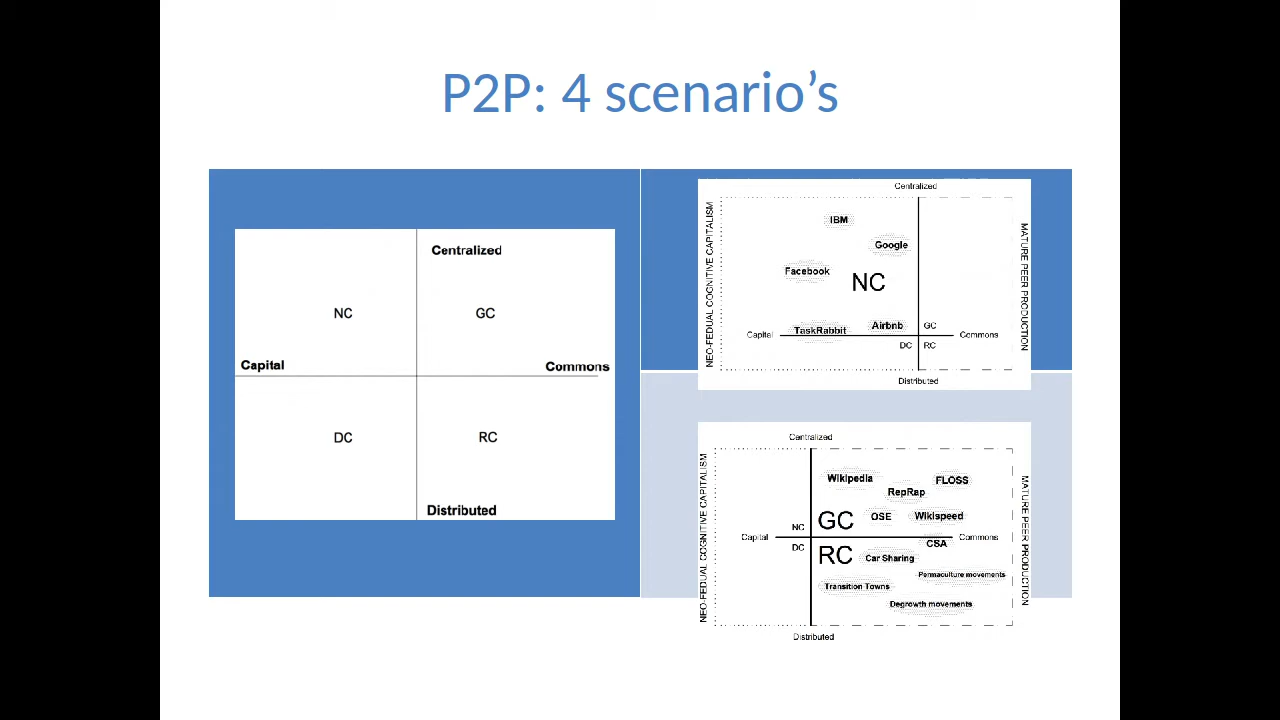 P2P: 4 scenario’s
Centralized
NC
GC
Capital
Commons
DC
RC
Distributed
Centralized
NEO-FEDUAL COGNITIVE CAPITALISM
MATURE PEER PRODUCTION
IBM
Google
Facebook
NC
TaskRabbit
Airbnb
GC
Capital
Commons
DC
RC
Distributed
Centralized
NEO-FEDUAL COGNITIVE CAPITALISM
MATURE PEER PRODUCTION
Wikipedia
FLOSS
RepRap
GC
OSE
Wikispeed
NC
Capital
Commons
DC
RC
CSA
Car Sharing
Permaculture movements
Transition Towns
Degrowth movements
Distributed